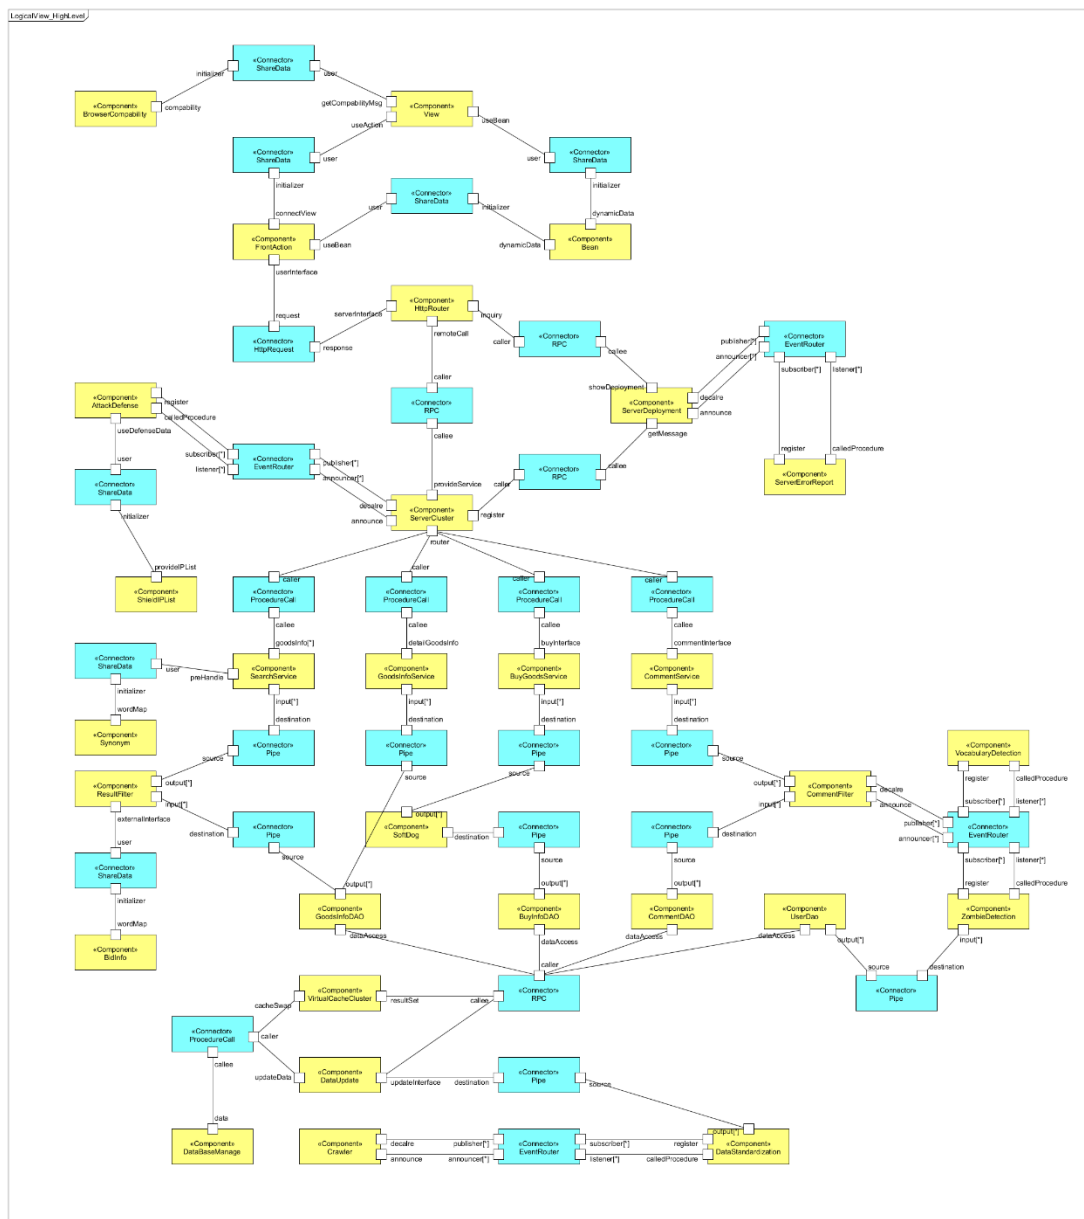 LogicalView_HighLevel
«Connector»
ShareData
initializer
user
«Component»
BrowserCompability
compability
getCompabilityMsg
«Component»
View
useAction
useBean
«Connector»
ShareData
user
«Connector»
ShareData
user
initializer
initializer
«Connector»
ShareData
user
initializer
connectView
dynamicData
«Component»
FrontAction
useBean
dynamicData
«Component»
Bean
userInterface
«Component»
HttpRouter
serverInterface
inquiry
request
remoteCall
«Connector»
HttpRequest
response
caller
«Connector»
RPC
callee
«Connector»
EventRouter
publisher[*]
announcer[*]
subscriber[*]
listener[*]
caller
showDeployment
«Component»
AttackDefense
register
calledProcedure
«Connector»
RPC
«Component»
ServerDeployment
decalre
announce
useDefenseData
callee
getMessage
user
«Connector»
EventRouter
subscriber[*]
listener[*]
publisher[*]
announcer[*]
callee
register
calledProcedure
«Connector»
ShareData
«Connector»
RPC
caller
«Component»
ServerErrorReport
initializer
provideService
decalre
announce
«Component»
ServerCluster
register
router
provideIPList
«Component»
ShieldIPList
caller
caller
caller
caller
«Connector»
ProcedureCall
«Connector»
ProcedureCall
«Connector»
ProcedureCall
«Connector»
ProcedureCall
callee
callee
callee
callee
goodsInfo[*]
detailGoodsInfo
buyInterface
commentInterface
«Connector»
ShareData
user
preHandle
«Component»
SearchService
«Component»
GoodsInfoService
«Component»
BuyGoodsService
«Component»
CommentService
initializer
input[*]
input[*]
input[*]
input[*]
wordMap
destination
destination
destination
destination
«Component»
Synonym
«Connector»
Pipe
«Connector»
Pipe
«Connector»
Pipe
«Connector»
Pipe
«Component»
VocabularyDetection
source
source
source
source
register
calledProcedure
«Component»
ResultFilter
output[*]
input[*]
output[*]
input[*]
«Component»
CommentFilter
decalre
announce
subscriber[*]
listener[*]
externalInterface
output[*]
«Component»
SoftDog
publisher[*]
announcer[*]
«Connector»
EventRouter
user
destination
«Connector»
Pipe
destination
«Connector»
Pipe
«Connector»
Pipe
destination
subscriber[*]
listener[*]
«Connector»
ShareData
source
source
source
initializer
output[*]
output[*]
output[*]
register
calledProcedure
wordMap
«Component»
GoodsInfoDAO
«Component»
BuyInfoDAO
«Component»
CommentDAO
«Component»
UserDao
«Component»
ZombieDetection
«Component»
BidInfo
dataAccess
dataAccess
dataAccess
dataAccess
output[*]
input[*]
caller
source
destination
«Component»
VirtualCacheCluster
cacheSwap
resultSet
callee
«Connector»
RPC
«Connector»
Pipe
«Connector»
ProcedureCall
caller
callee
updateData
«Component»
DataUpdate
updateInterface
destination
«Connector»
Pipe
source
data
output[*]
«Component»
DataBaseManage
«Component»
Crawler
decalre
announce
publisher[*]
announcer[*]
«Connector»
EventRouter
subscriber[*]
listener[*]
register
calledProcedure
«Component»
DataStandardization